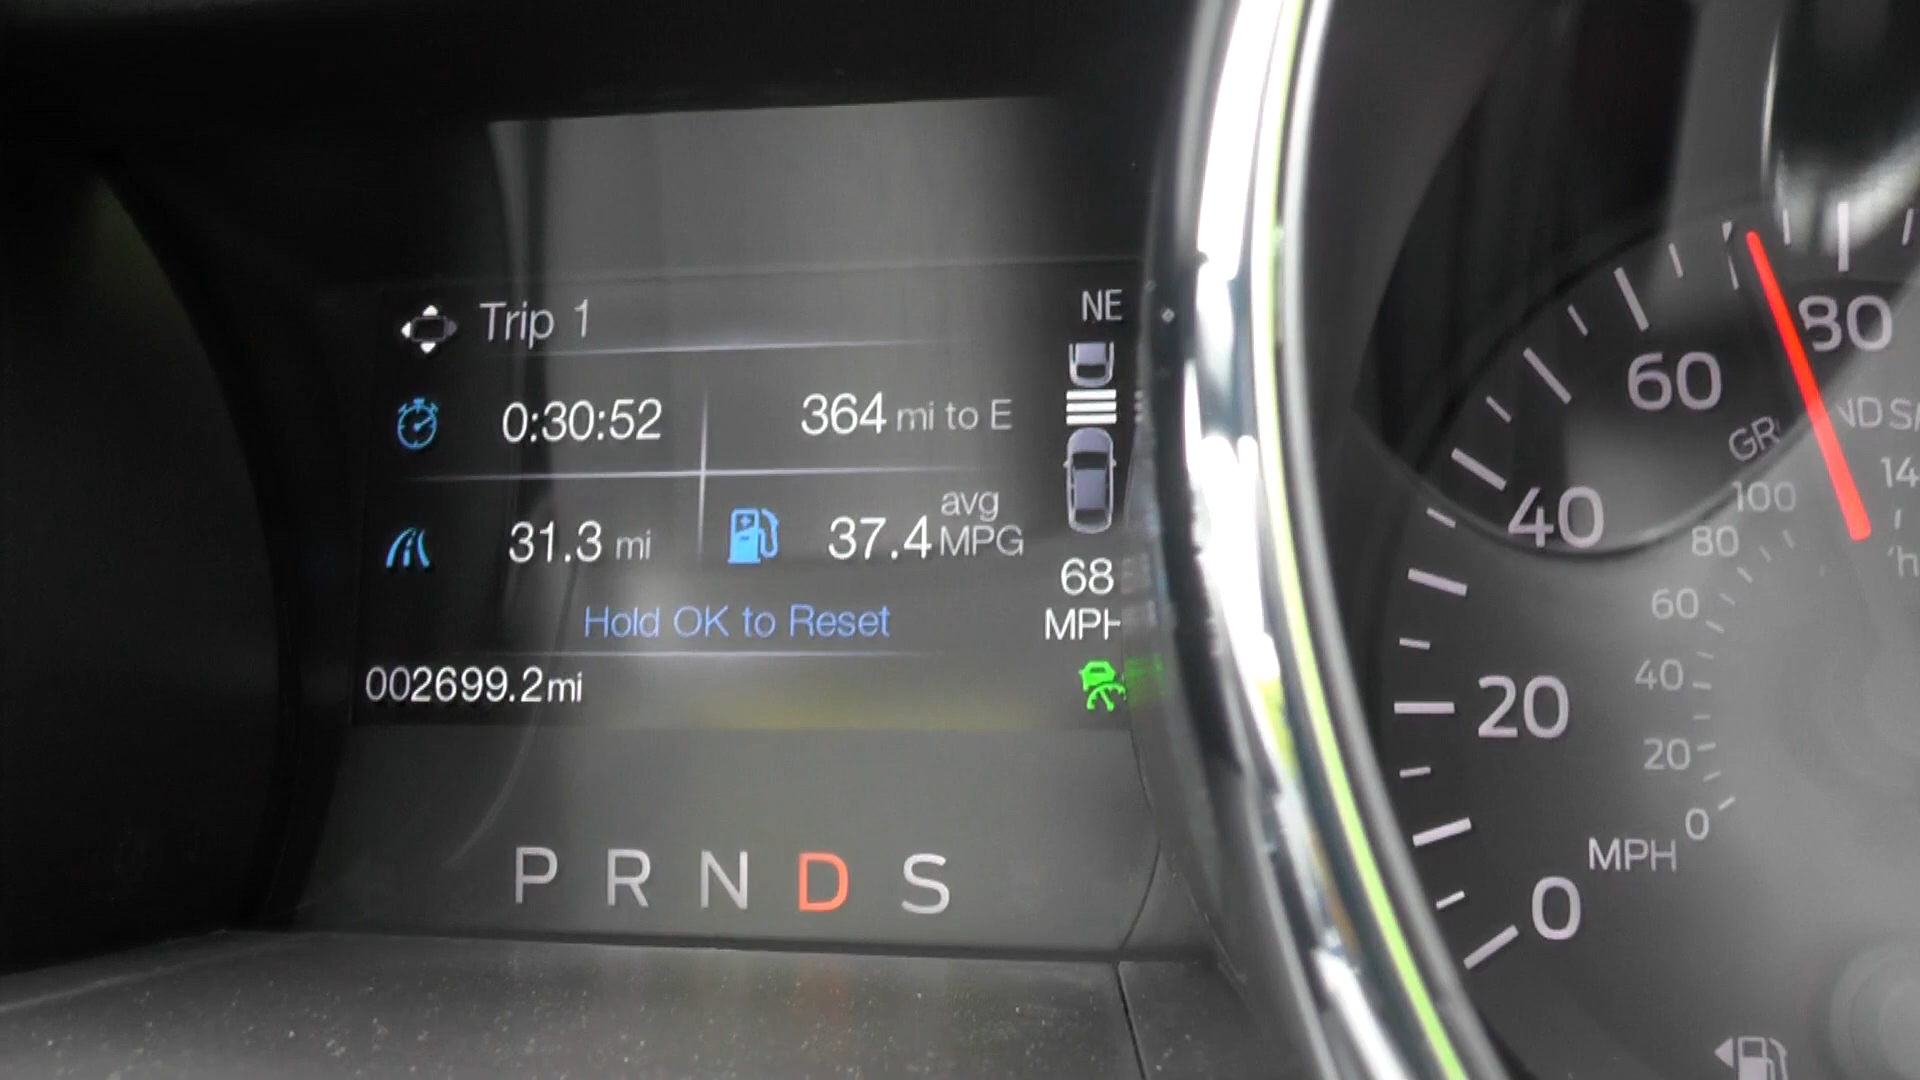 Trip 1
NE
0:30:52
364 mi to E
31.3 mi
37.4 avg MPG
68 MPH
Hold OK to Reset
002699.2mi
P R N D S
80
60
40
20
0
MPH
100
80
60
40
20
0